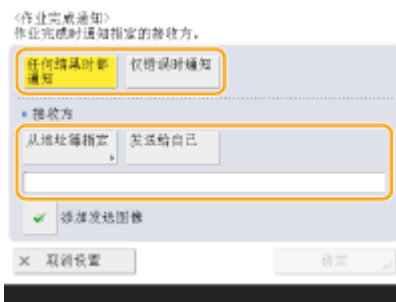 <作业完成通知>
作业完成时通知指定的接收方。
任何结果时都通知
仅错误时通知
接收方
从地址簿指定
发送给自己
添加发送图像
× 取消设置
确定